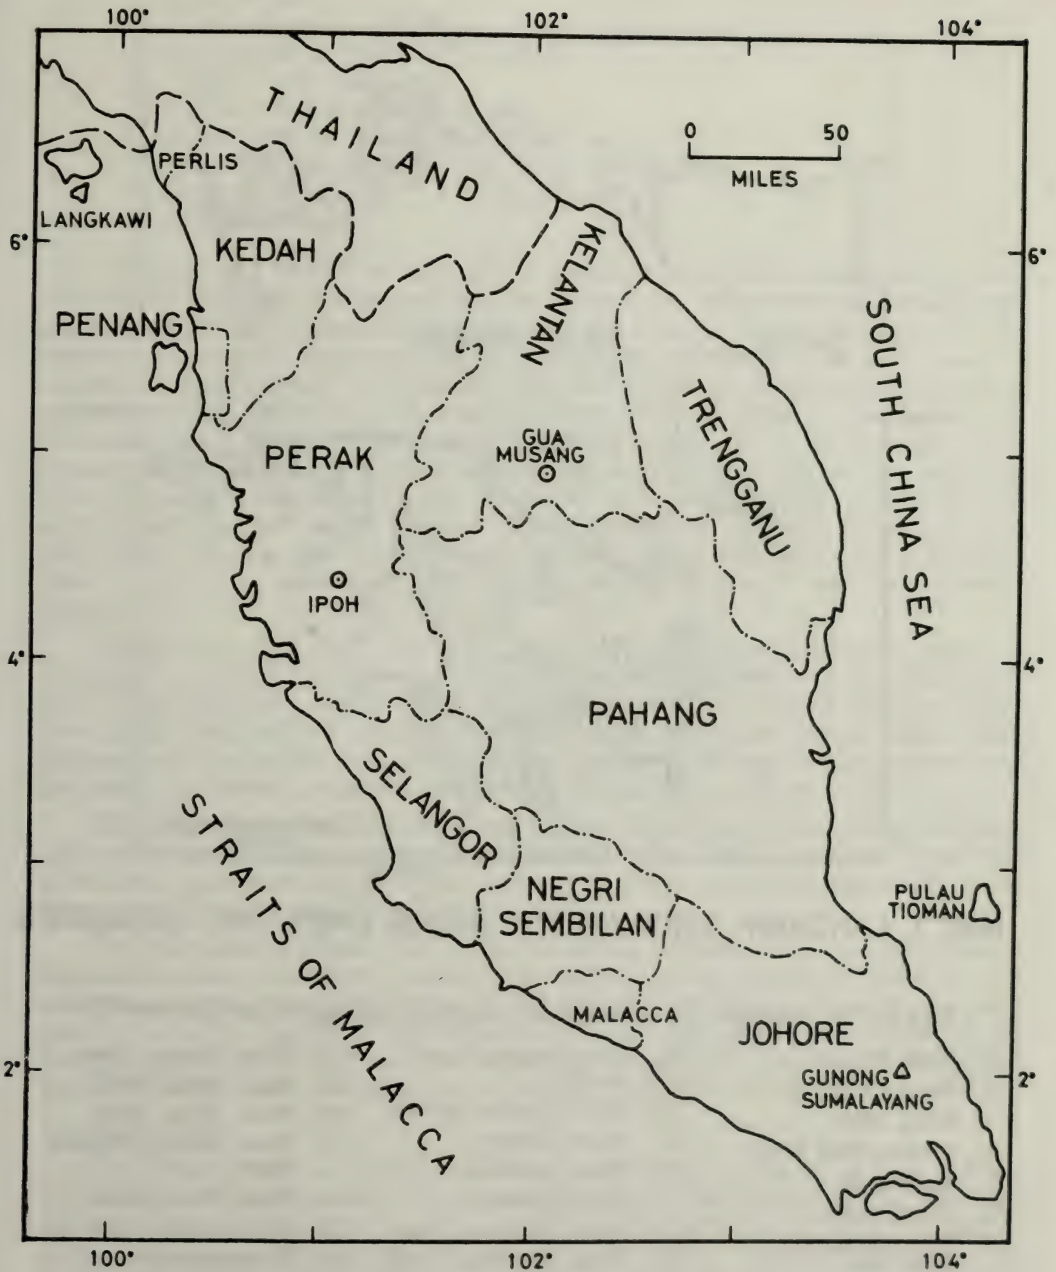 100°
102°
104°
THAILAND
0 50
MILES
PERLIS
LANGKAWI
6°
KEDAH
KELANTAN
6°
PENANG
SOUTH CHINA SEA
TRENGGANU
GUA
MUSANG
PERAK
IPOH
4°
4°
PAHANG
SELANGOR
STRAITS OF MALACCA
NEGRI
SEMBILAN
PULAU
TIOMAN
MALACCA
JOHORE
2°
GUNONG
SUMALAYANG
2°
100°
102°
104°